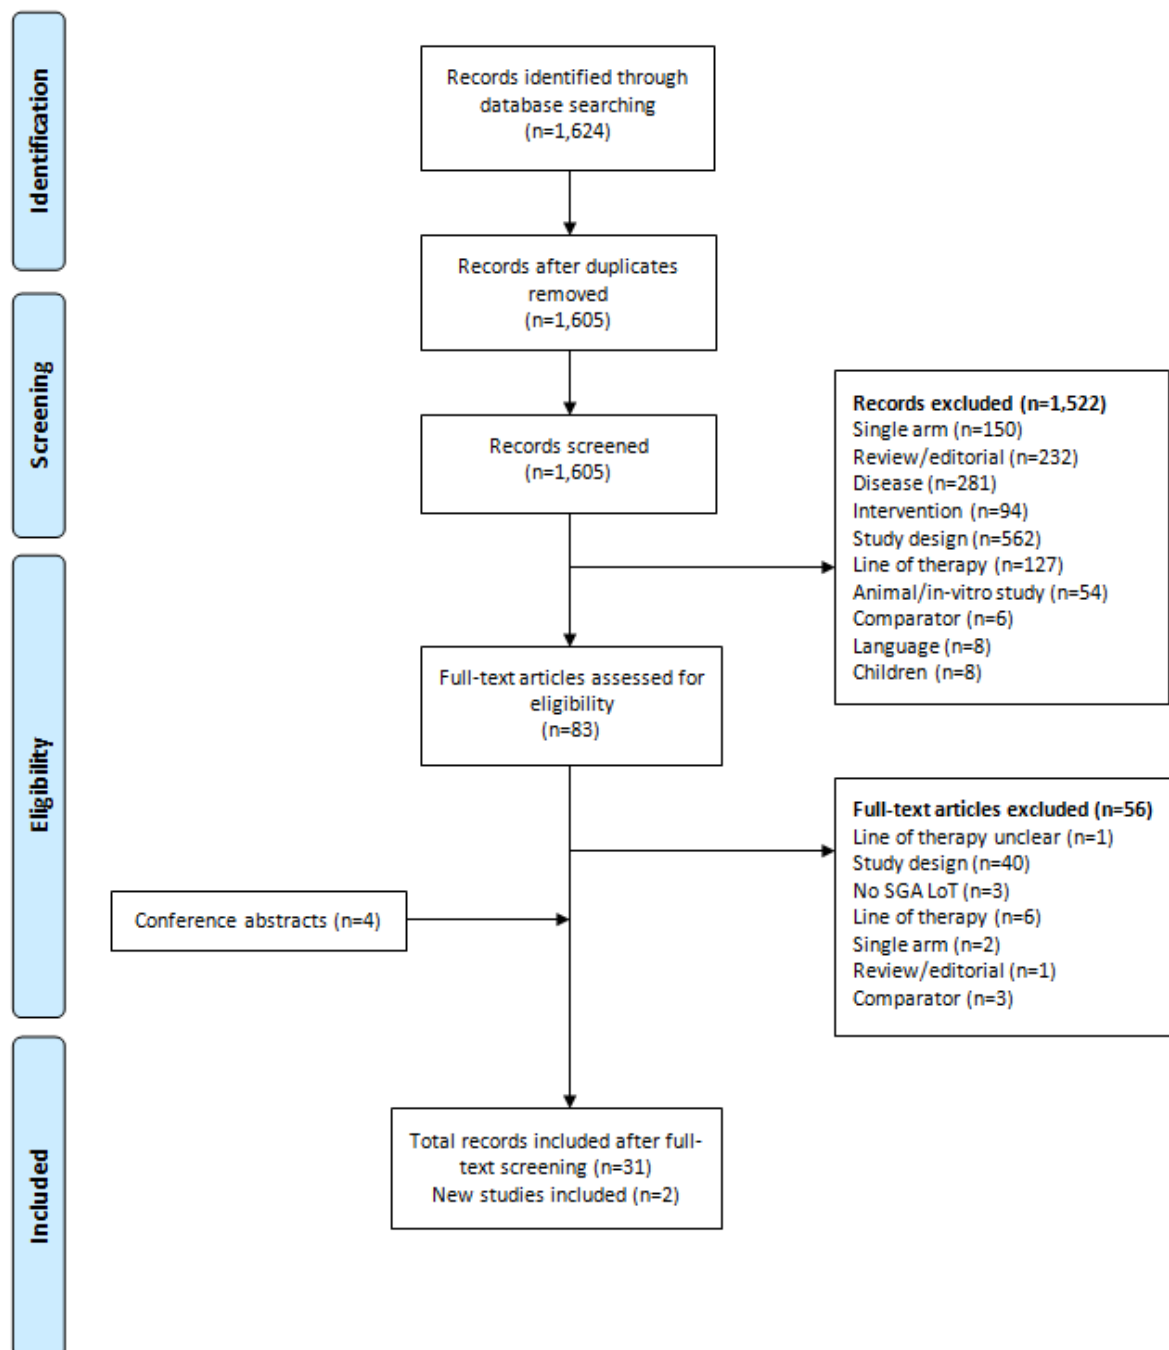 Identification
Records identified through
database searching
(n=1,624)
Records after duplicates
removed
(n=1,605)
Screening
Records screened
(n=1,605)
Records excluded (n=1,522)
Single arm (n=150)
Review/editorial (n=232)
Disease (n=281)
Intervention (n=94)
Study design (n=562)
Line of therapy (n=127)
Animal/in-vitro study (n=54)
Comparator (n=6)
Language (n=8)
Children (n=8)
Eligibility
Full-text articles assessed for
eligibility
(n=83)
Full-text articles excluded (n=56)
Line of therapy unclear (n=1)
Study design (n=40)
No SGA LoT (n=3)
Line of therapy (n=6)
Single arm (n=2)
Review/editorial (n=1)
Comparator (n=3)
Conference abstracts (n=4)
Included
Total records included after full-
text screening (n=31)
New studies included (n=2)